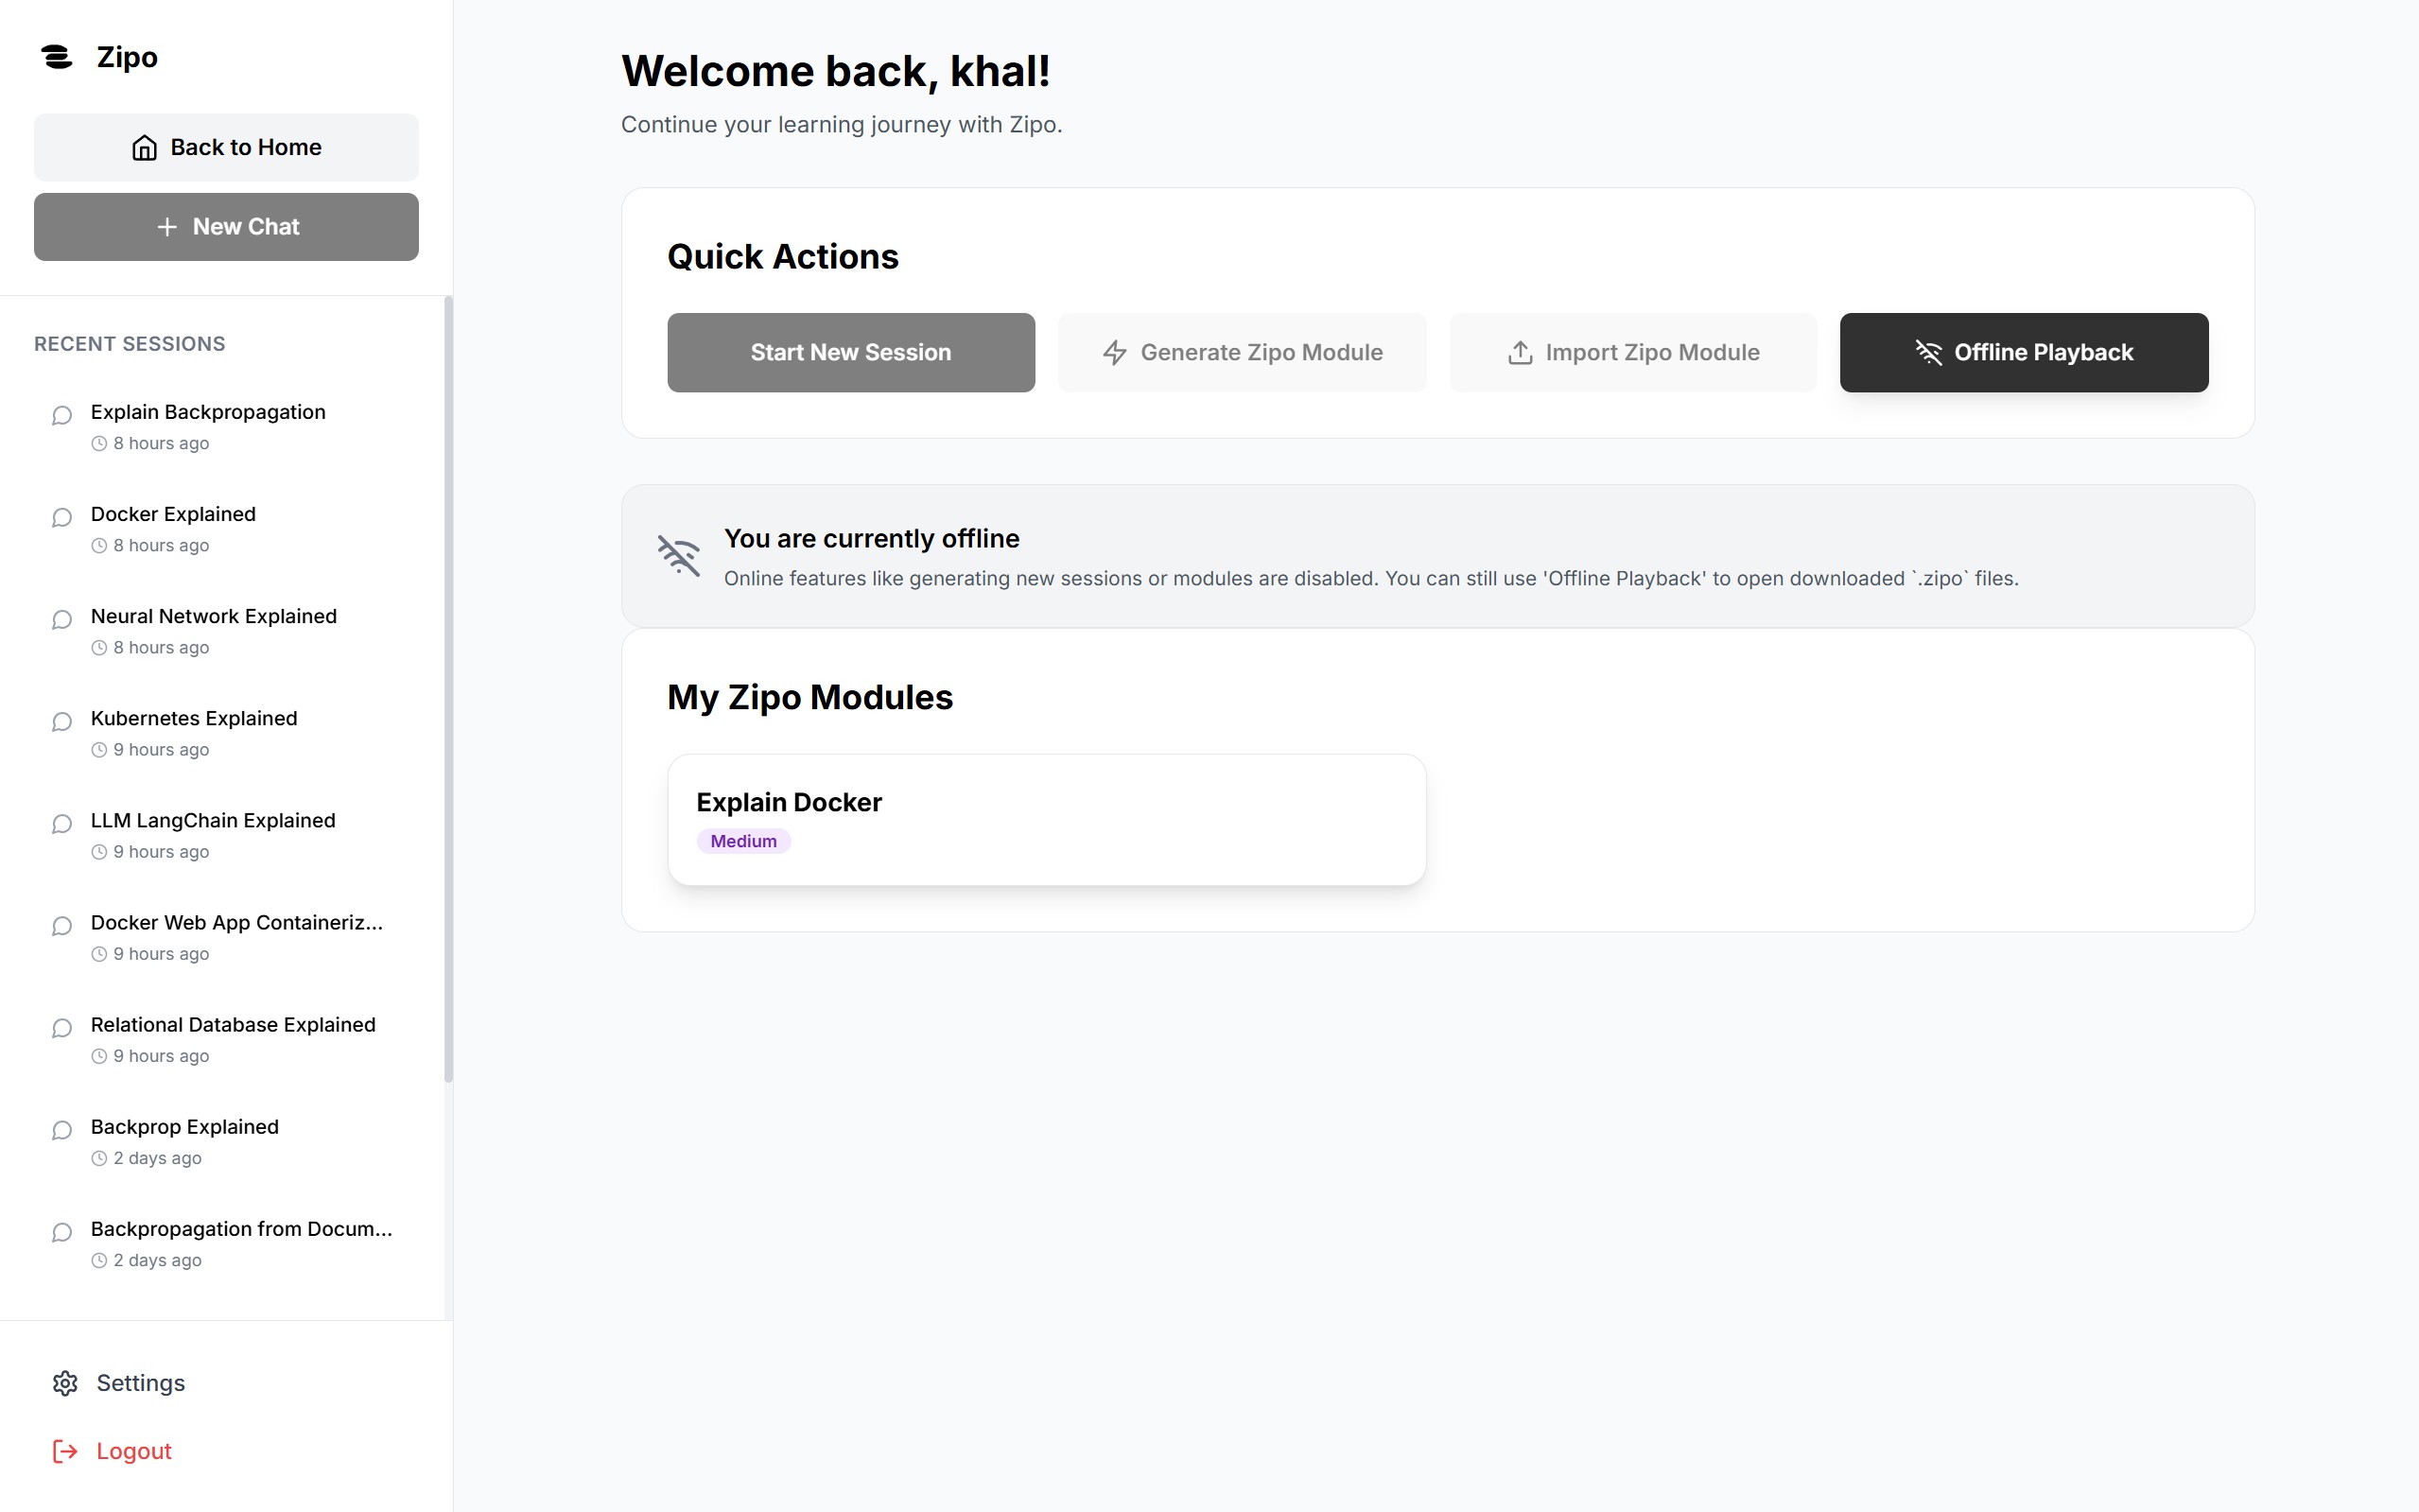 Zipo
Back to Home
New Chat
RECENT SESSIONS
Explain Backpropagation
8 hours ago
Docker Explained
8 hours ago
Neural Network Explained
8 hours ago
Kubernetes Explained
9 hours ago
LLM LangChain Explained
9 hours ago
Docker Web App Containeriz...
9 hours ago
Relational Database Explained
9 hours ago
Backprop Explained
2 days ago
Backpropagation from Docum...
2 days ago
Settings
Logout
Welcome back, khal!
Continue your learning journey with Zipo.
Quick Actions
Start New Session
Generate Zipo Module
Import Zipo Module
Offline Playback
You are currently offline
Online features like generating new sessions or modules are disabled. You can still use 'Offline Playback' to open downloaded `.zipo` files.
My Zipo Modules
Explain Docker
Medium